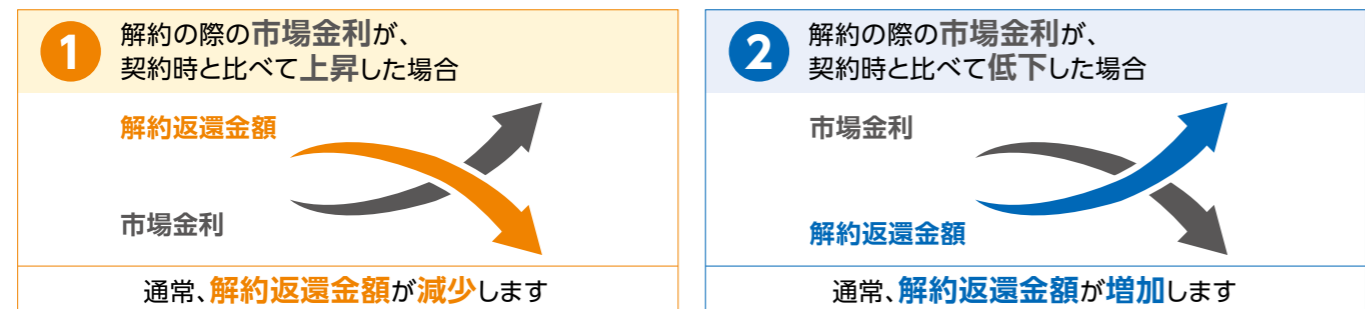 1
解約の際の市場金利が、
契約時と比べて上昇した場合
解約返還金額
市場金利
通常、解約返還金額が減少します
2
解約の際の市場金利が、
契約時と比べて低下した場合
市場金利
解約返還金額
通常、解約返還金額が増加します